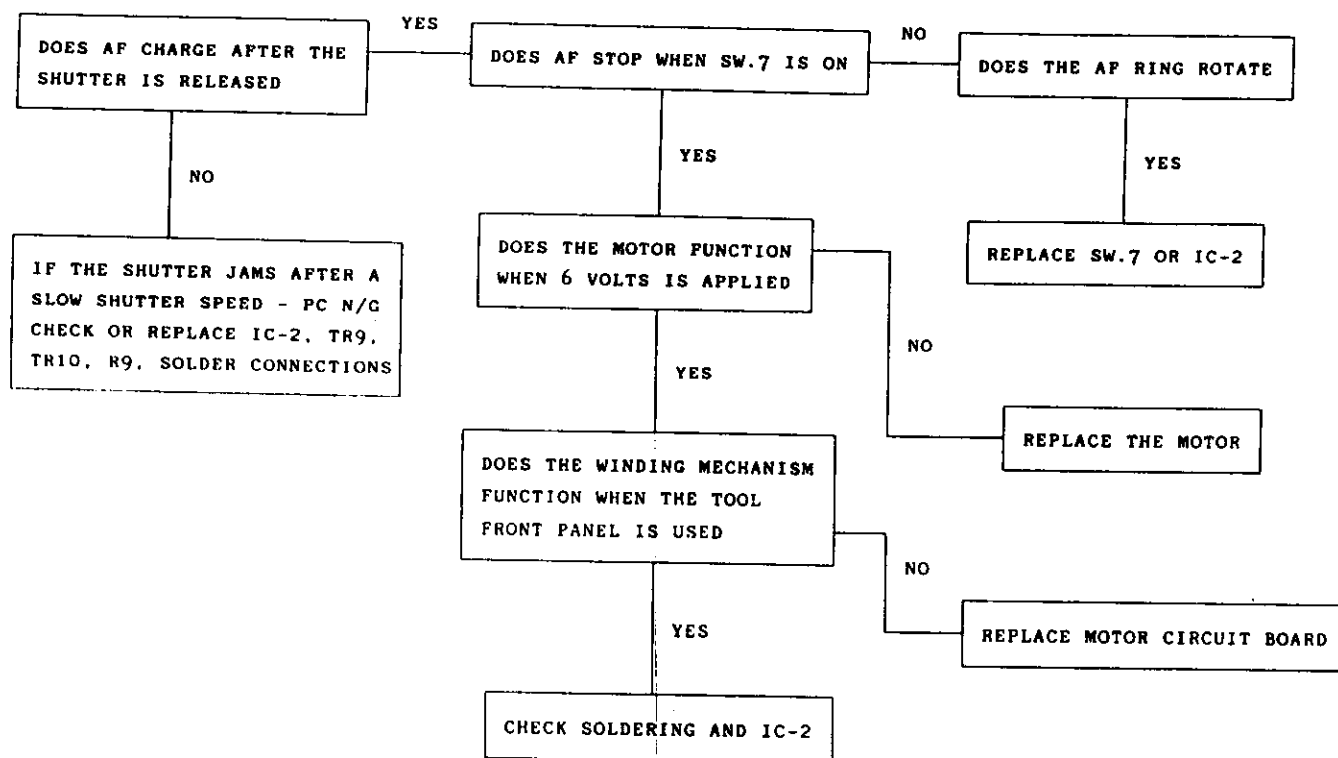 YES
NO
DOES AF CHARGE AFTER THE
SHUTTER IS RELEASED
DOES AF STOP WHEN SW.7 IS ON
DOES THE AF RING ROTATE
NO
YES
YES
IF THE SHUTTER JAMS AFTER A
SLOW SHUTTER SPEED - PC N/G
CHECK OR REPLACE IC-2, TR9,
TR10, R9, SOLDER CONNECTIONS
DOES THE MOTOR FUNCTION
WHEN 6 VOLTS IS APPLIED
REPLACE SW.7 OR IC-2
YES
NO
DOES THE WINDING MECHANISM
FUNCTION WHEN THE TOOL
FRONT PANEL IS USED
REPLACE THE MOTOR
YES
NO
REPLACE MOTOR CIRCUIT BOARD
CHECK SOLDERING AND IC-2